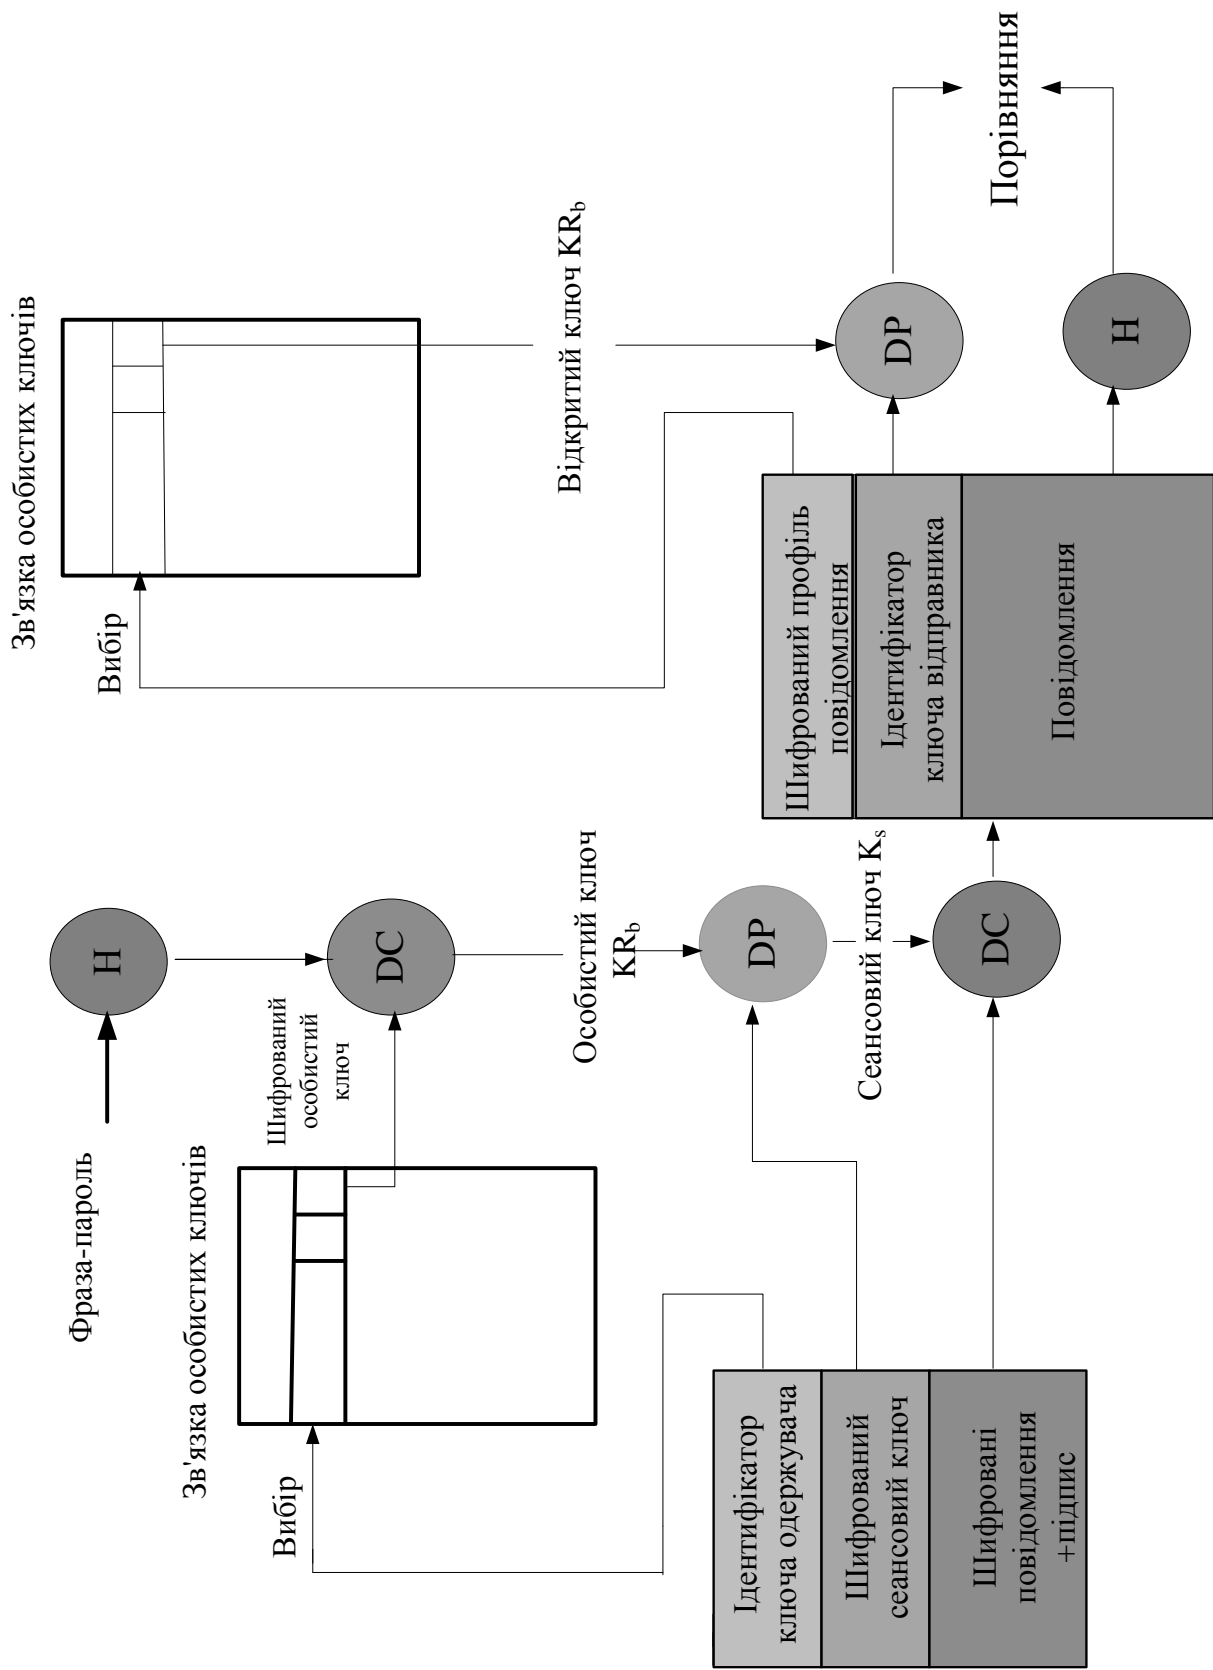 Фраза-пароль
H
Зв'язка особистих ключів
Шифрований
особистий
ключ
DC
Вибір
Особистий ключ
KRb
Ідентифікатор
ключа одержувача
Шифрований
сеансовий ключ
Шифровані
повідомлення
+підпис
DP
Сеансовий ключ Ks
DC
Зв'язка особистих ключів
Вибір
Відкритий ключ KRb
Шифрований профіль
повідомлення
Ідентифікатор
ключа відправника
Повідомлення
DP
H
Порівняння